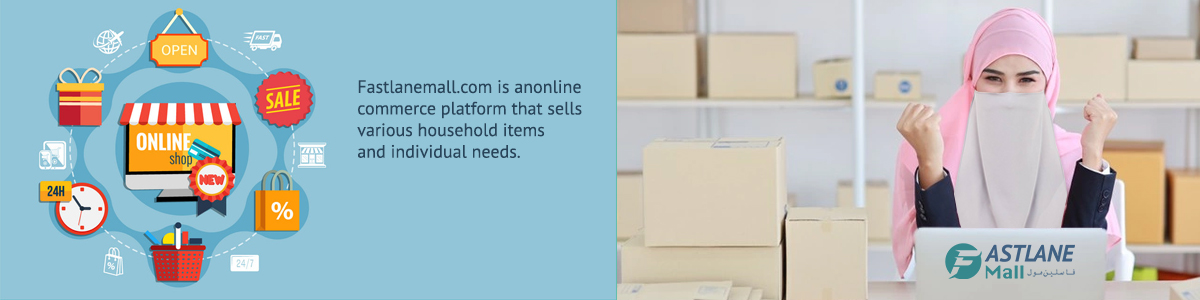 OPEN
FAST
SALE
ONLINE
shop
NEW
24H
%
%
24/7
Fastlanemall.com is anonline
commerce platform that sells
various household items
and individual needs.
FASTLANE
Mall فاسلين مول